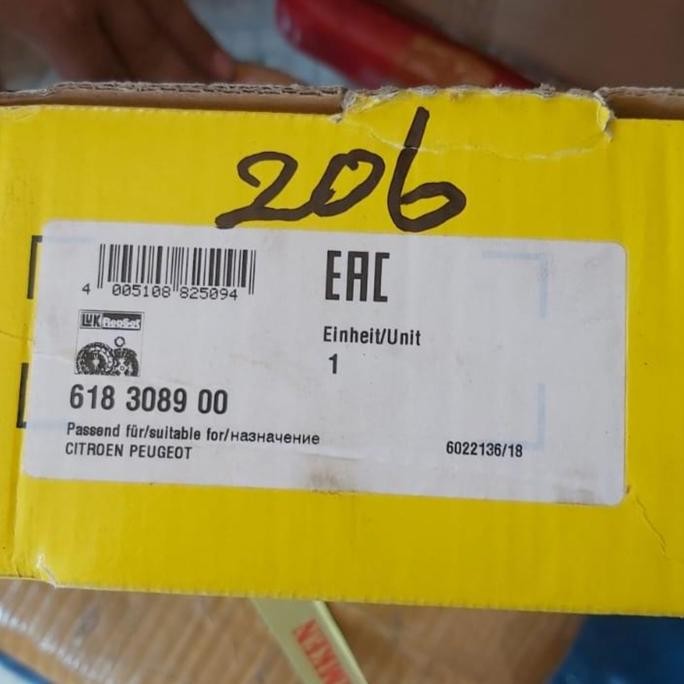 206
4 005108 825094
EAC
LuK RepSet
Einheit/Unit
1
618 3089 00
Passend für/suitable for/назначение
CITROEN PEUGEOT
6022136/18